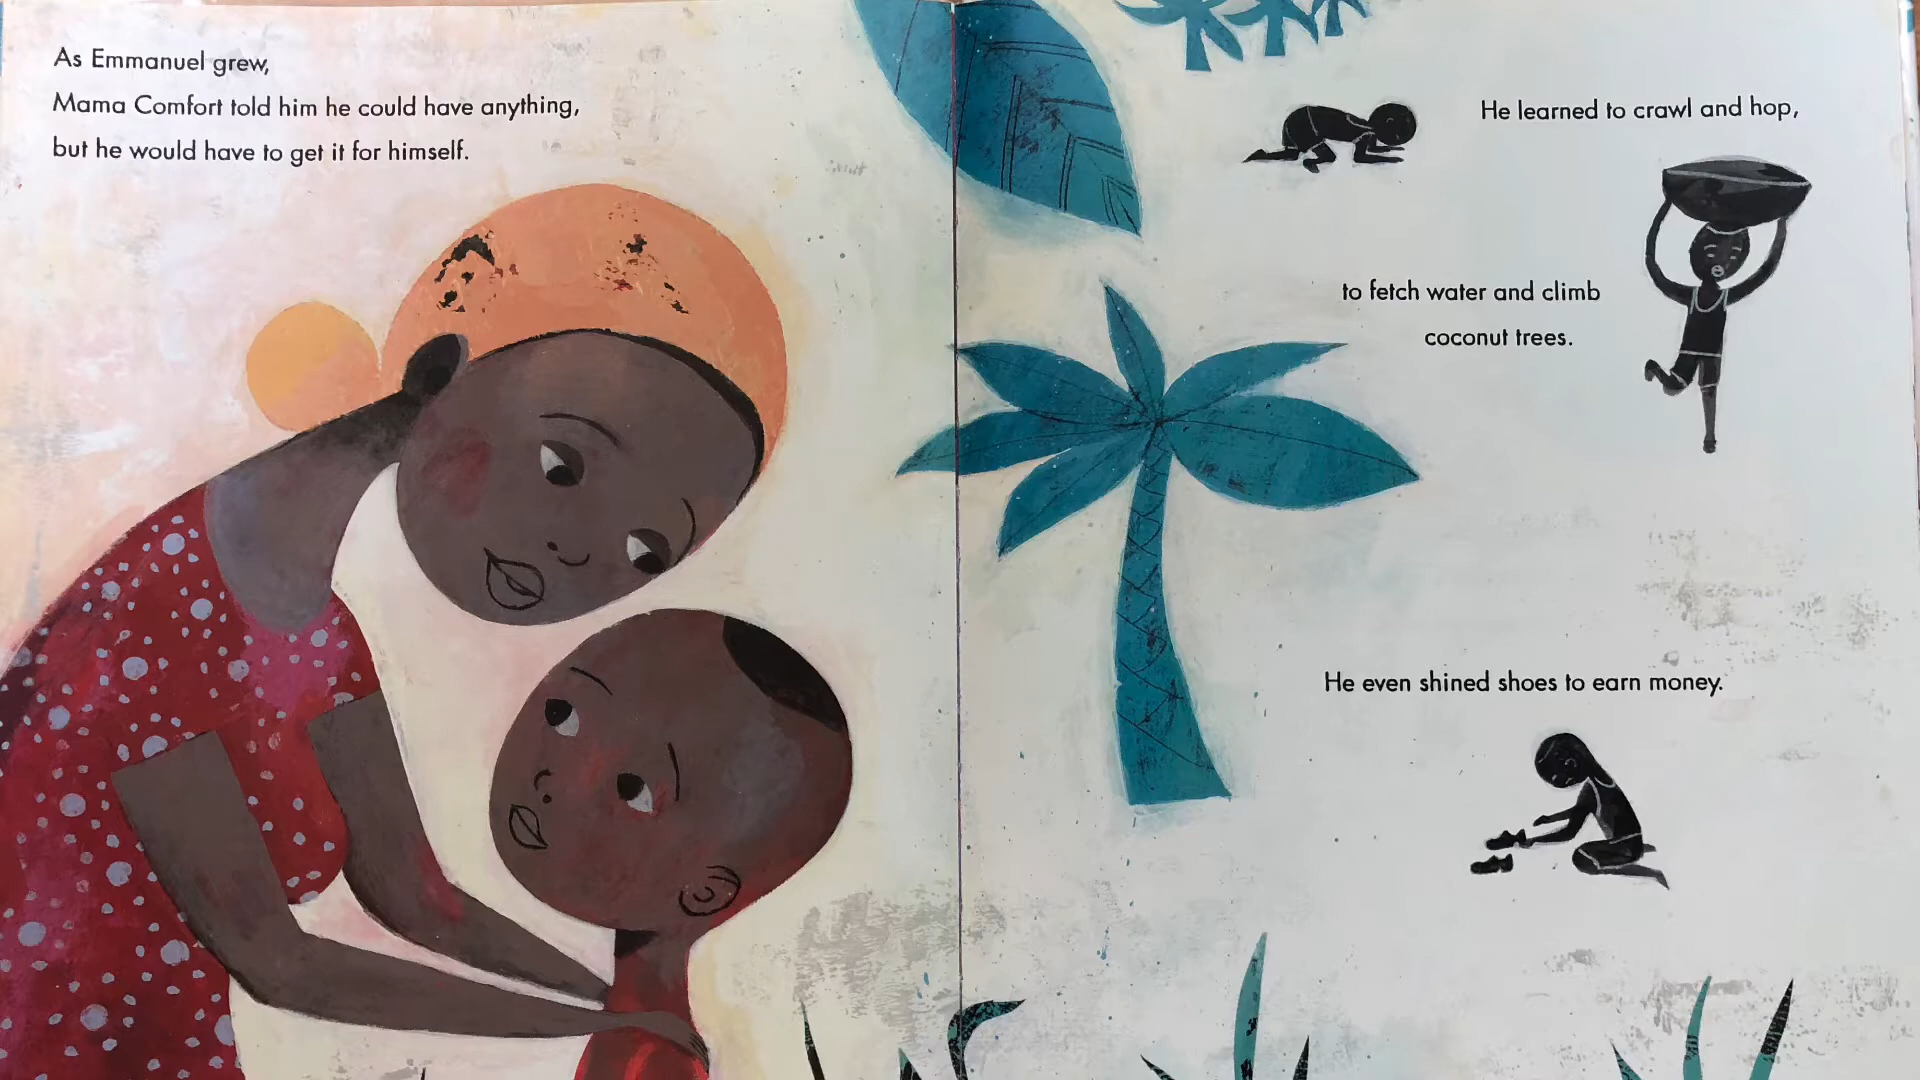 As Emmanuel grew,
Mama Comfort told him he could have anything,
but he would have to get it for himself.
He learned to crawl and hop,
to fetch water and climb
coconut trees.
He even shined shoes to earn money.